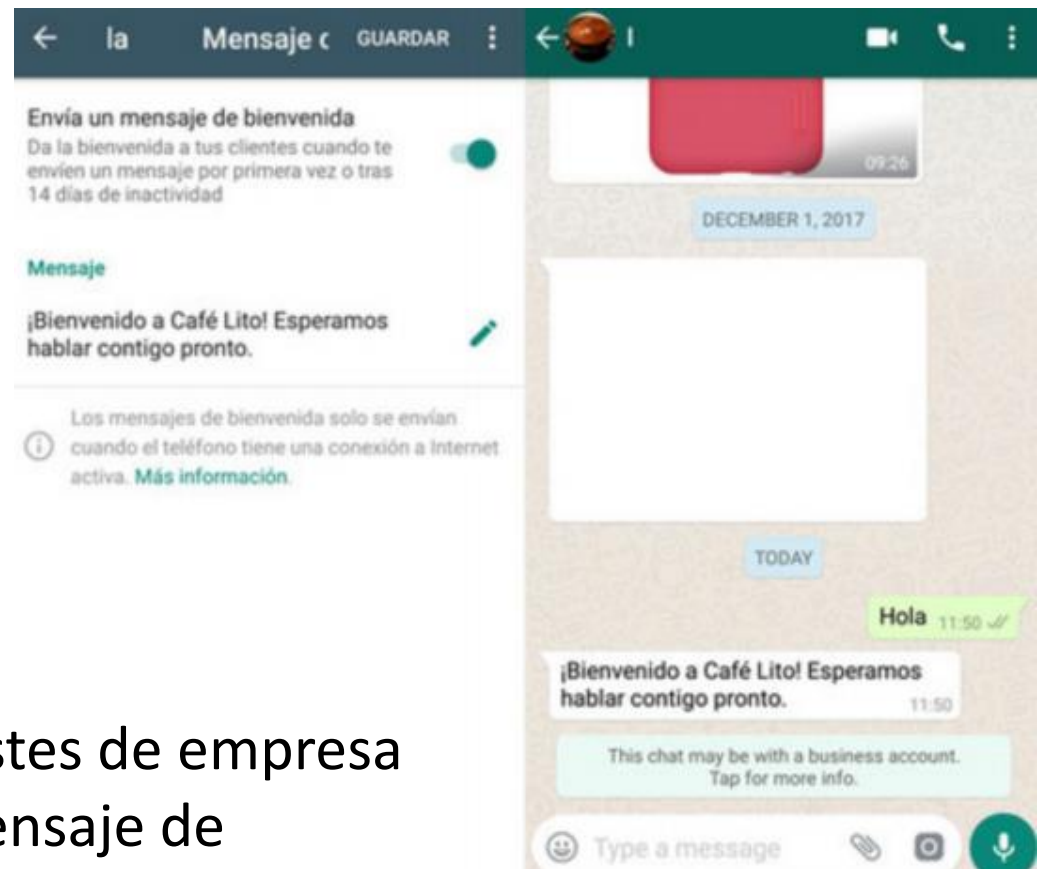 la Mensaje GUARDAR
Envía un mensaje de bienvenida
Da la bienvenida a tus clientes cuando te
envíen un mensaje por primera vez o tras
14 días de inactividad
Mensaje
¡Bienvenido a Café Lito! Esperamos
hablar contigo pronto.
Los mensajes de bienvenida solo se envían
cuando el teléfono tiene una conexión a Internet
activa. Más información.
09:26
DECEMBER 1, 2017
TODAY
Hola 11:50
¡Bienvenido a Café Lito! Esperamos
hablar contigo pronto.
11:50
This chat may be with a business account.
Tap for more info.
Type a message
stes de empresa
ensaje de